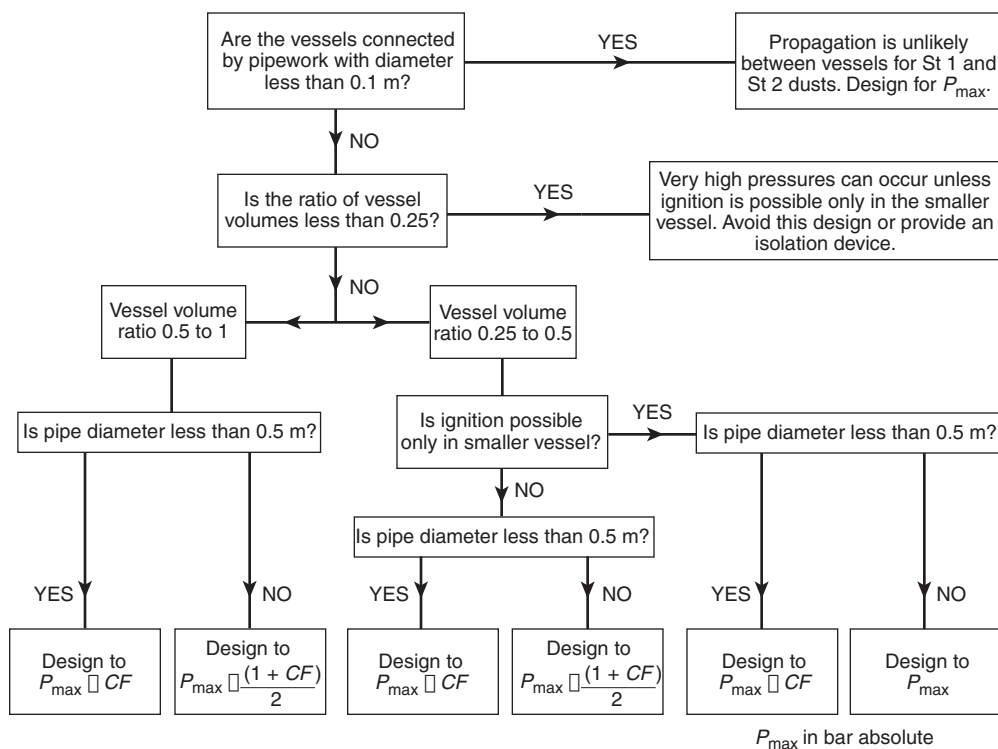 Are the vessels connected
by pipework with diameter
less than 0.1 m?
YES
Propagation is unlikely
between vessels for St 1 and
St 2 dusts. Design for Pmax.
NO
Is the ratio of vessel
volumes less than 0.25?
YES
Very high pressures can occur unless
ignition is possible only in the smaller
vessel. Avoid this design or provide an
isolation device.
NO
Vessel volume
ratio 0.5 to 1
Vessel volume
ratio 0.25 to 0.5
Is pipe diameter less than 0.5 m?
Is ignition possible
only in smaller vessel?
YES
Is pipe diameter less than 0.5 m?
NO
Is pipe diameter less than 0.5 m?
YES
NO
YES
NO
YES
NO
Design to
Pmax ▯ CF
Design to
Pmax ▯ (1 + CF)
2
Design to
Pmax ▯ CF
Design to
Pmax ▯ (1 + CF)
2
Design to
Pmax ▯ CF
Design to
Pmax
Pmax in bar absolute